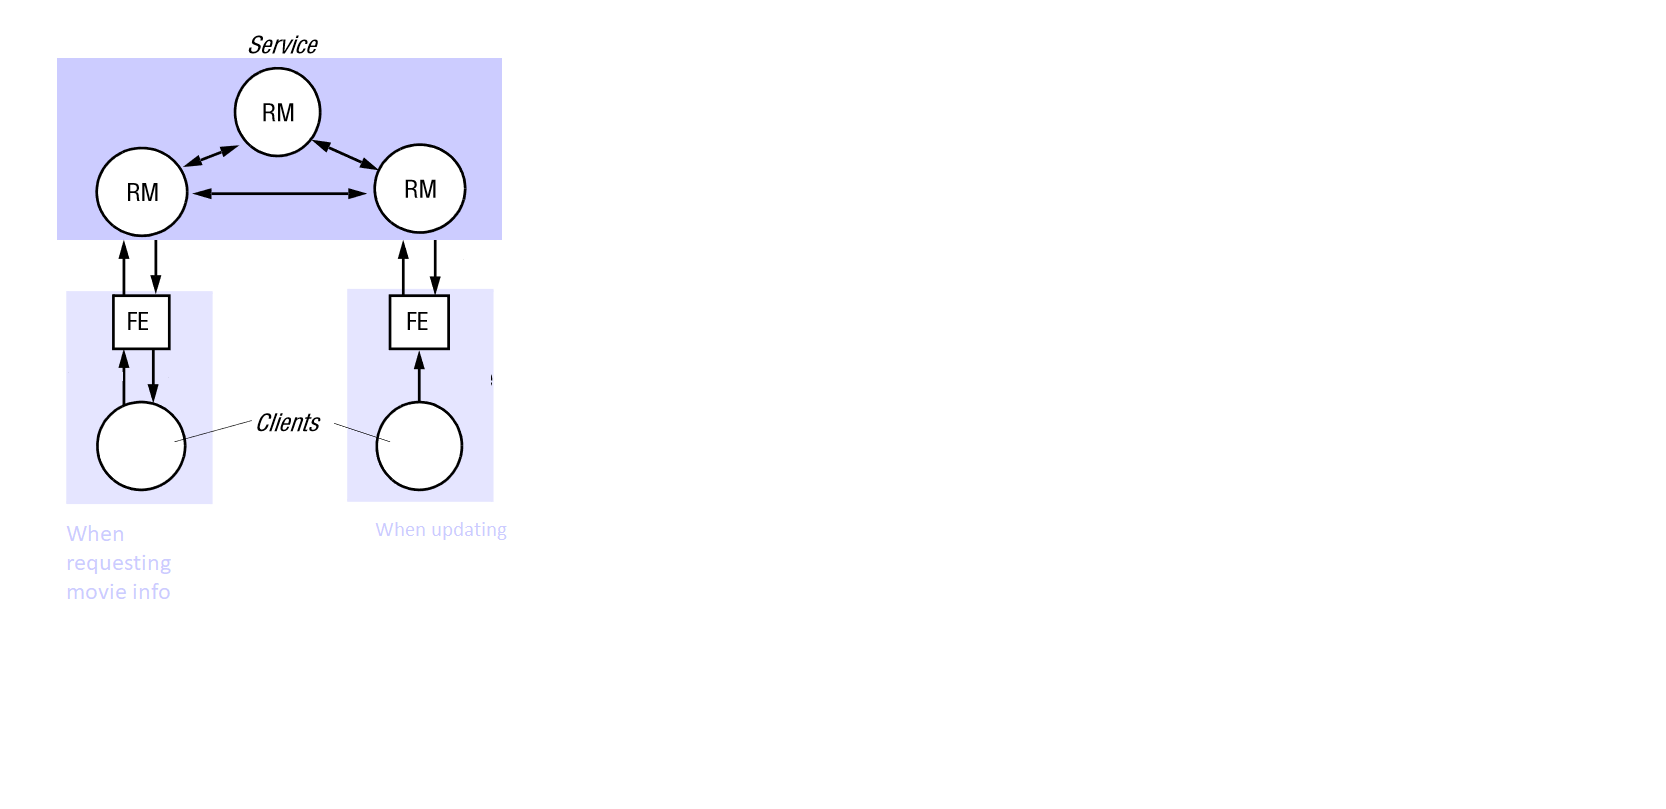 Service
RM
RM
RM
FE
FE
Clients
When
requesting
movie info
When updating